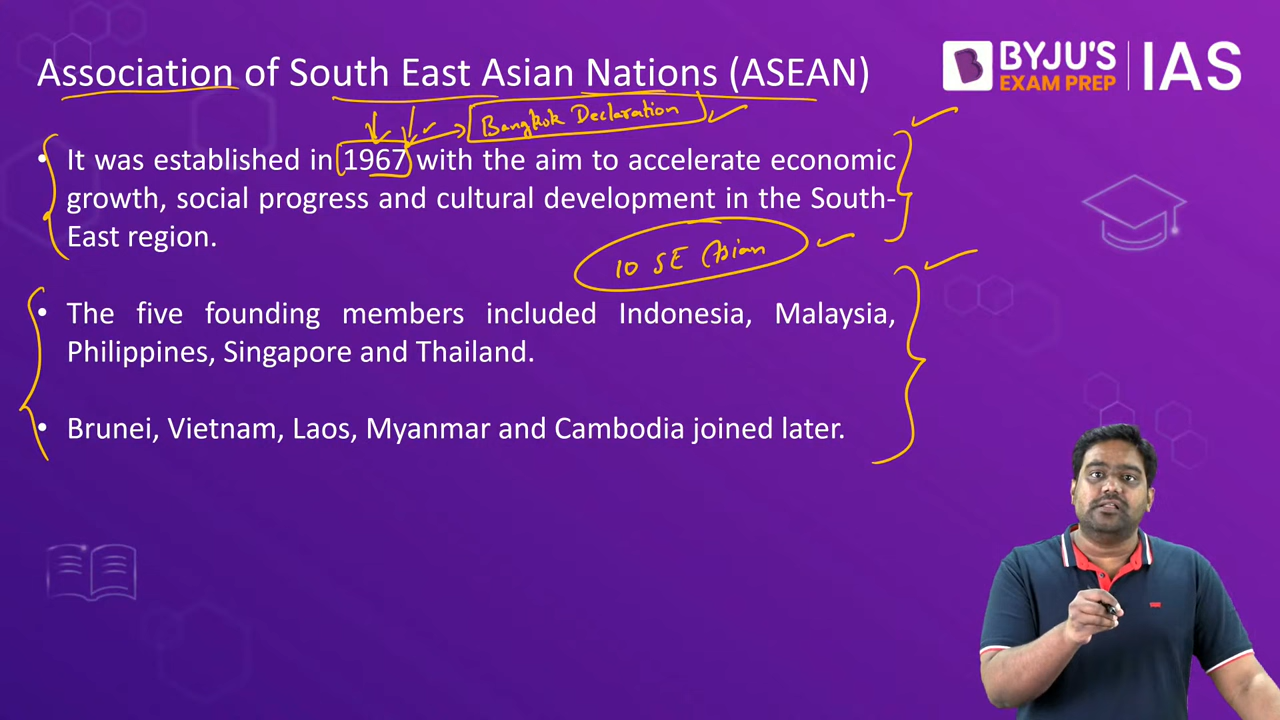 Association of South East Asian Nations (ASEAN)
BYJU'S
EXAM PREP
IAS
Bangkok Declaration
• It was established in 1967 with the aim to accelerate economic
growth, social progress and cultural development in the South-
East region.
10 SE Asian
• The five founding members included Indonesia, Malaysia,
Philippines, Singapore and Thailand.
• Brunei, Vietnam, Laos, Myanmar and Cambodia joined later.